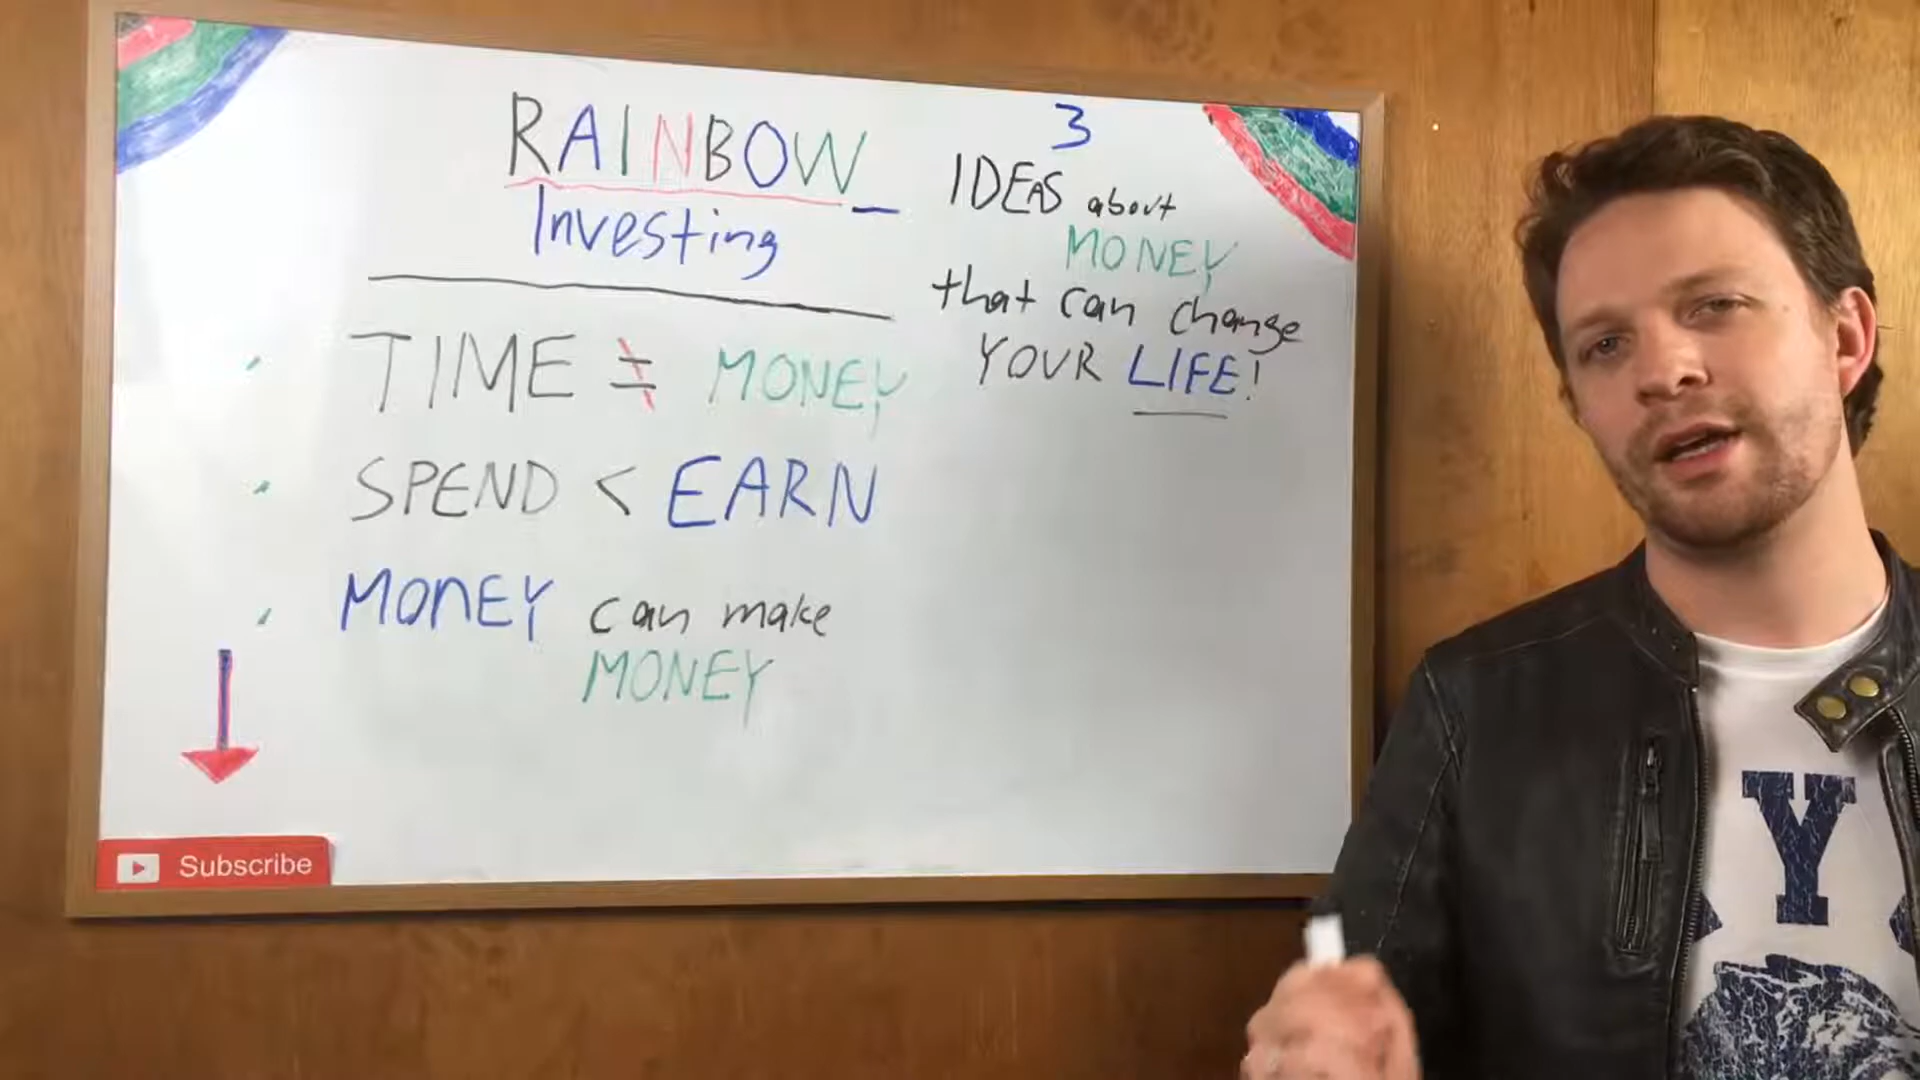 RAINBOW
Investing
TIME ≠ MONEY
SPEND < EARN
MONEY can make
MONEY
3
IDEAS about
MONEY
that can change
YOUR LIFE!
Subscribe
Y